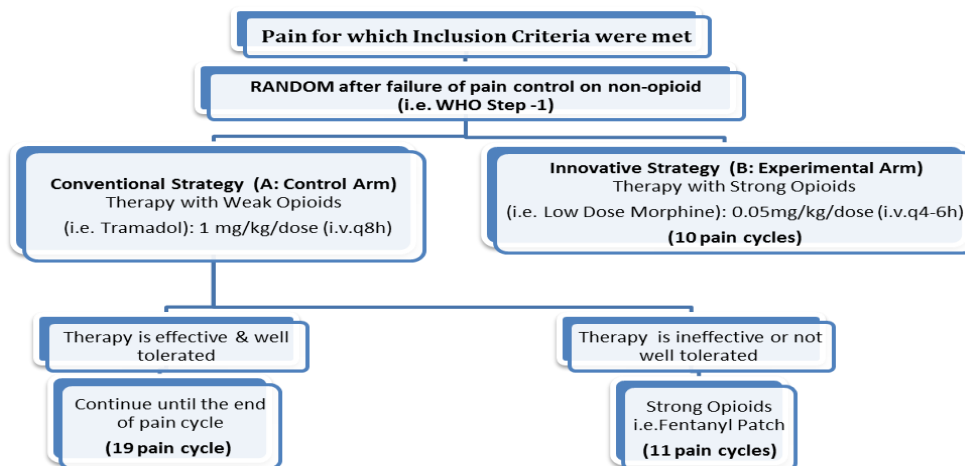 Pain for which Inclusion Criteria were met
RANDOM after failure of pain control on non-opioid
(i.e. WHO Step -1)
Conventional Strategy (A: Control Arm)
Therapy with Weak Opioids
(i.e. Tramadol): 1 mg/kg/dose (i.v.q8h)
Innovative Strategy (B: Experimental Arm)
Therapy with Strong Opioids
(i.e. Low Dose Morphine): 0.05mg/kg/dose (i.v.q4-6h)
(10 pain cycles)
Therapy is effective & well
tolerated
Therapy is ineffective or not
well tolerated
Continue until the end
of pain cycle
(19 pain cycle)
Strong Opioids
i.e.Fentanyl Patch
(11 pain cycles)